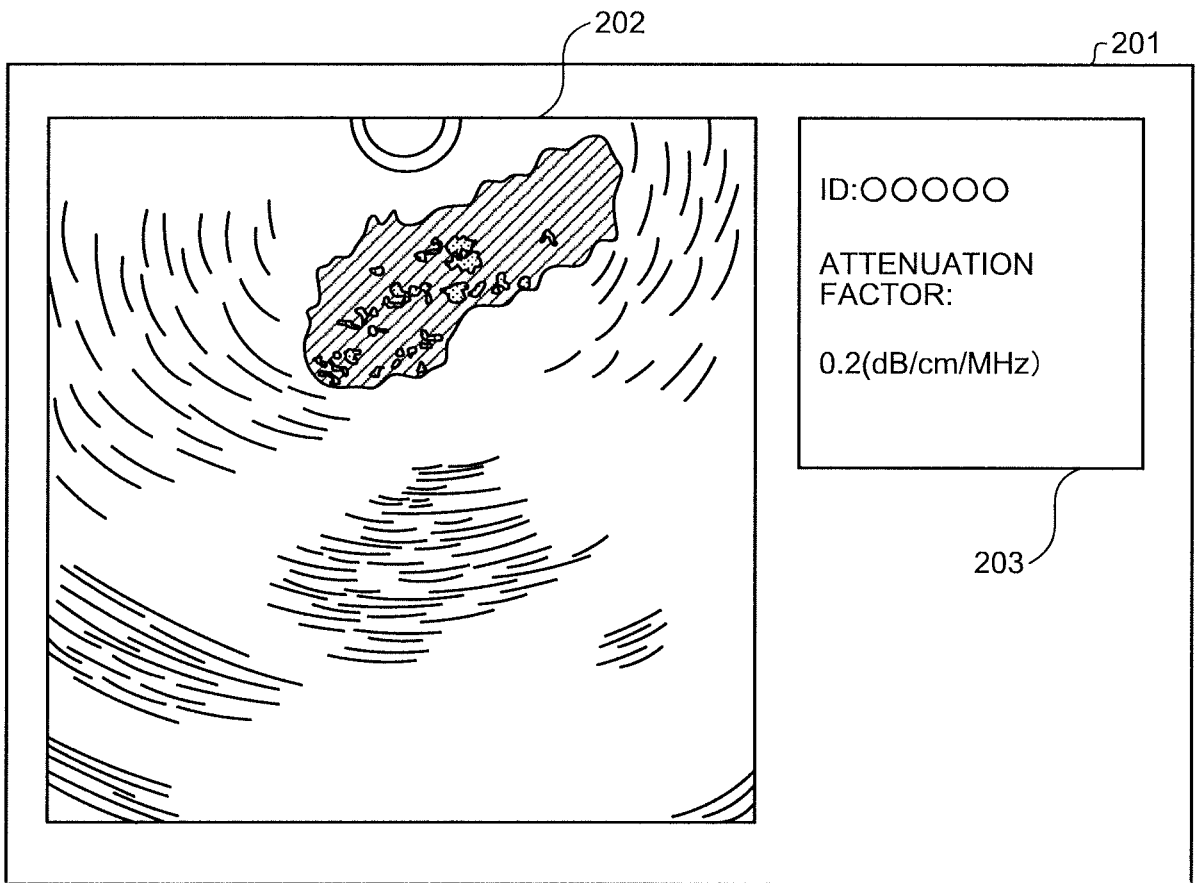 202
201
ID:○○○○○
ATTENUATION
FACTOR:
0.2(dB/cm/MHz)
203